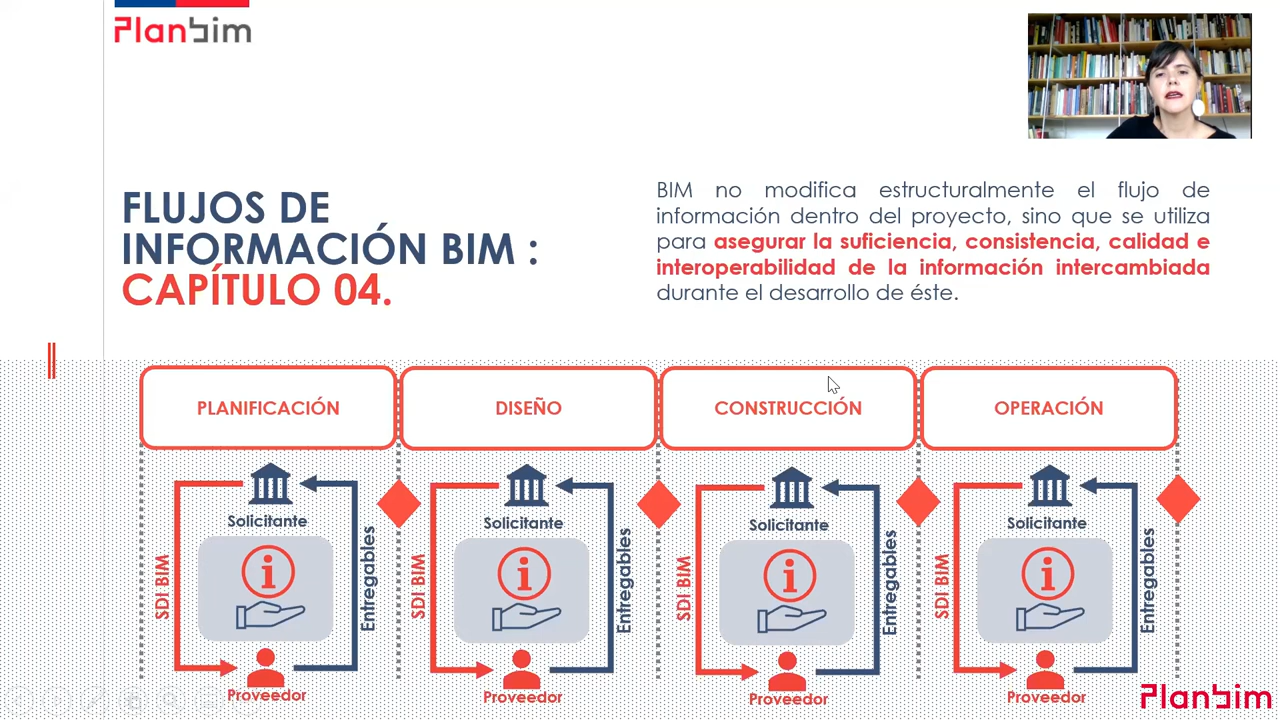 PlanBim
FLUJOS DE
INFORMACIÓN BIM :
CAPÍTULO 04.
BIM no modifica estructuralmente el flujo de
información dentro del proyecto, sino que se utiliza
para asegurar la suficiencia, consistencia, calidad e
interoperabilidad de la información intercambiada
durante el desarrollo de éste.
PLANIFICACIÓN
DISEÑO
CONSTRUCCIÓN
OPERACIÓN
Solicitante
SDI BIM
Entregables
Proveedor
Solicitante
SDI BIM
Entregables
Proveedor
Solicitante
SDI BIM
Entregables
Proveedor
Solicitante
SDI BIM
Entregables
Proveedor
PlanBim